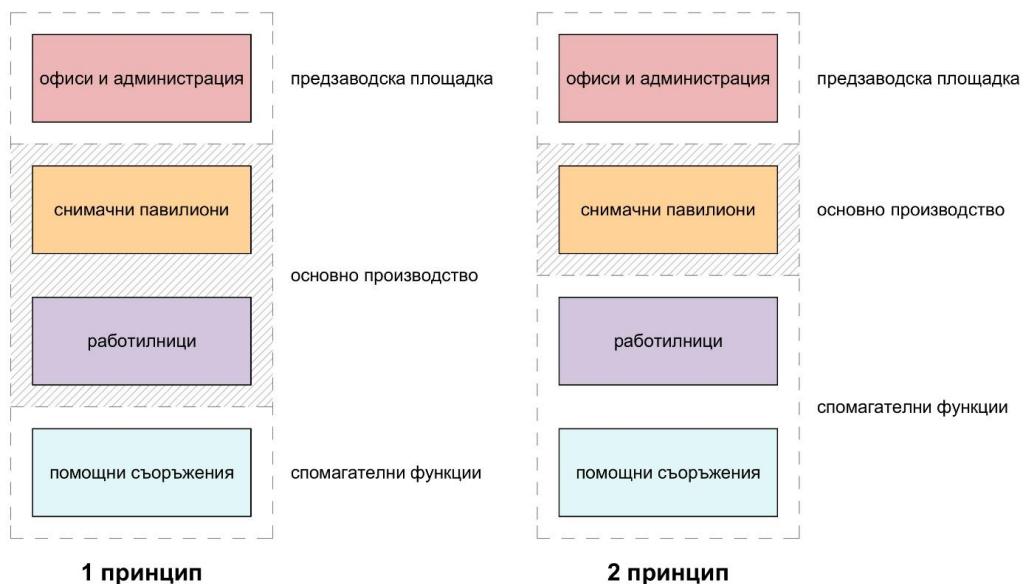 офиси и администрация
предзаводска площадка
снимачни павилиони
основно производство
работилници
помощни съоръжения
спомагателни функции
1 принцип
офиси и администрация
предзаводска площадка
снимачни павилиони
основно производство
работилници
спомагателни функции
помощни съоръжения
2 принцип